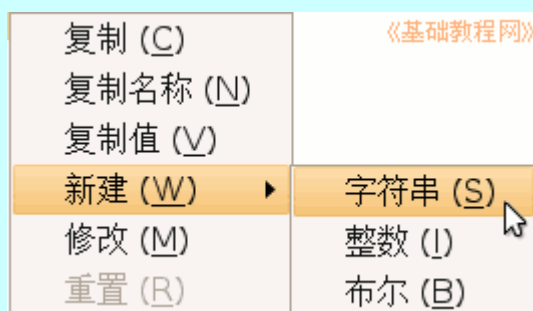 《基础教程网》
复制 (C)
复制名称 (N)
复制值 (V)
新建 (W)
修改 (M)
重置 (R)
字符串 (S)
整数 (I)
布尔 (B)